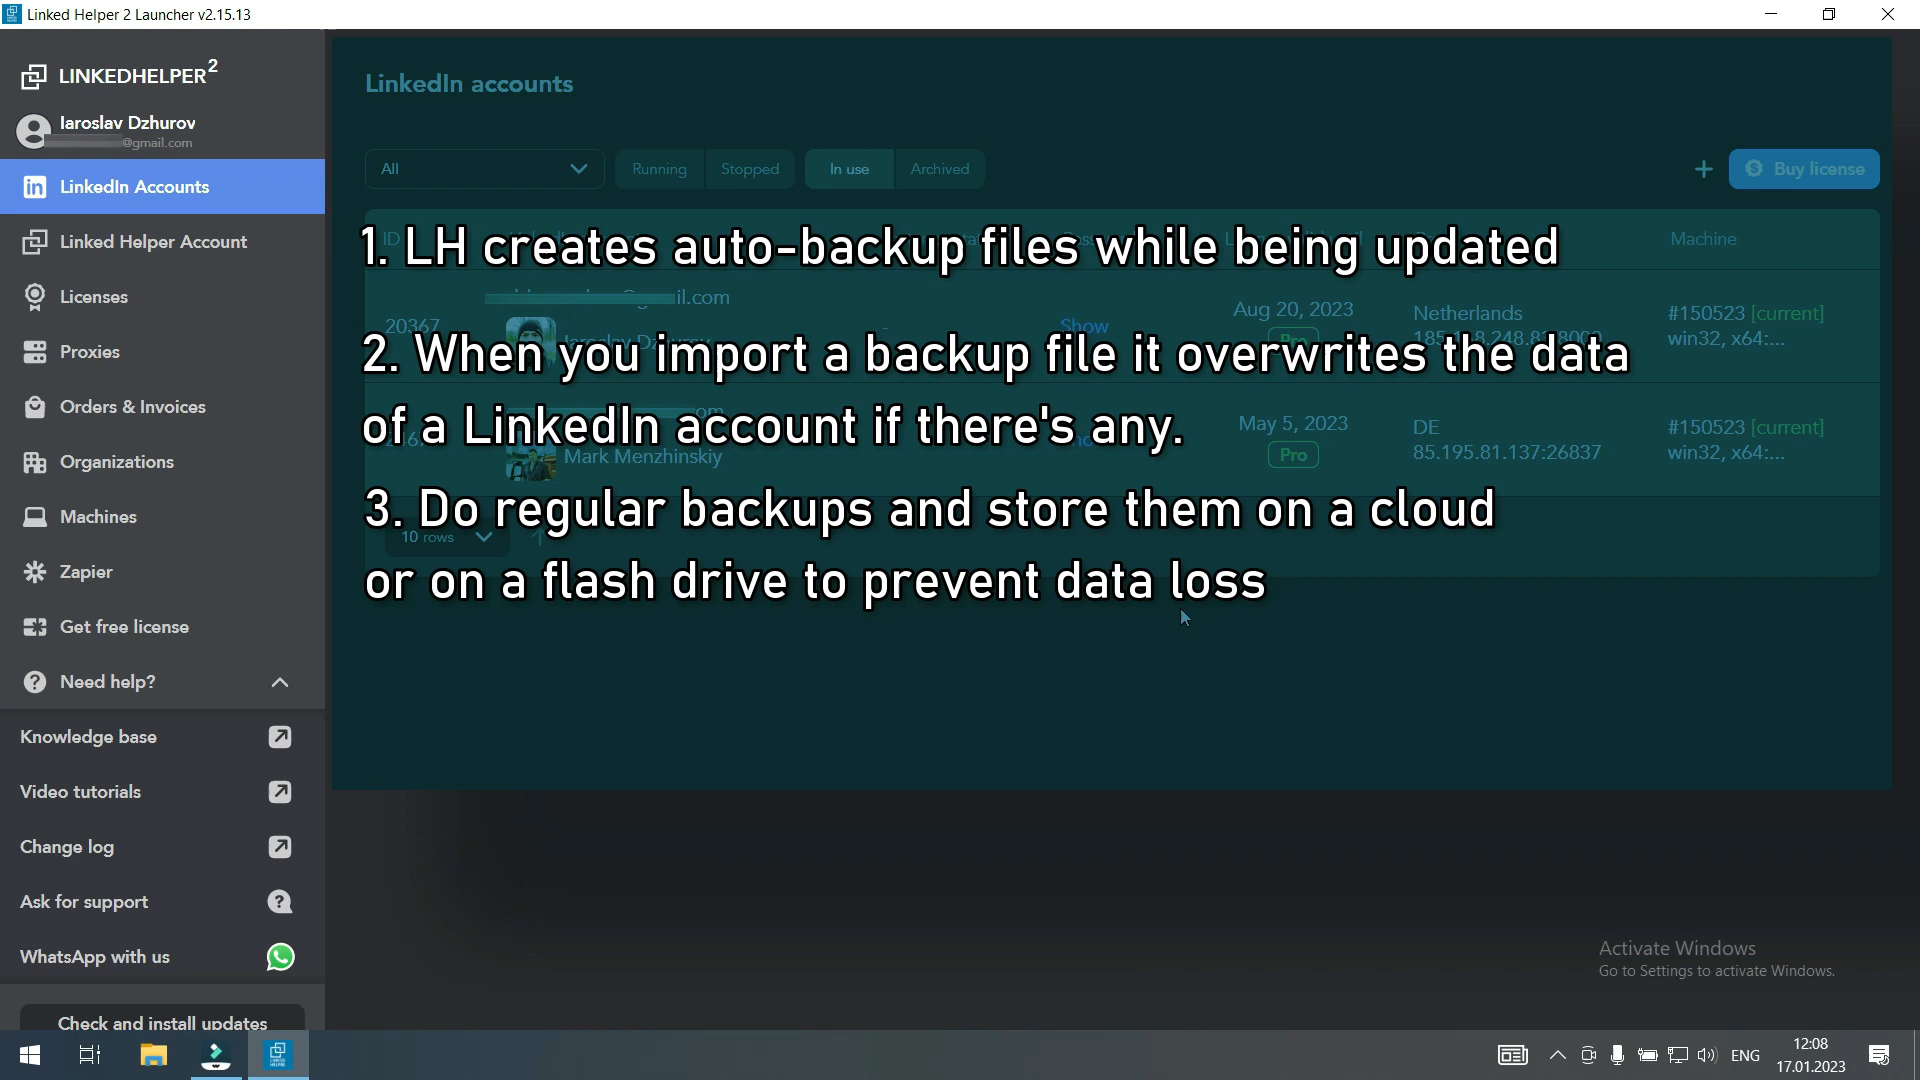 Linked Helper 2 Launcher v2.15.13
LINKEDHELPER2
Iaroslav Dzhurov
@gmail.com
LinkedIn Accounts
Linked Helper Account
Licenses
Proxies
Orders & Invoices
Organizations
Machines
Zapier
Get free license
Need help?
Knowledge base
Video tutorials
Change log
Ask for support
WhatsApp with us
Check and install updates
LinkedIn accounts
All
Running
Stopped
In use
Archived
Buy license
ID
Machine
1. LH creates auto-backup files while being updated
il.com
20367
Iaroslav Dzhurov
Show
Aug 20, 2023
Pro
Netherlands
#150523 [current]
win32, x64:...
2. When you import a backup file it overwrites the data
of a LinkedIn account if there's any.
om
Mark Menzhinskiy
May 5, 2023
Pro
DE
85.195.81.137:26837
#150523 [current]
win32, x64:...
3. Do regular backups and store them on a cloud
or on a flash drive to prevent data loss
10 rows
Activate Windows
Go to Settings to activate Windows.
ENG
12:08
17.01.2023